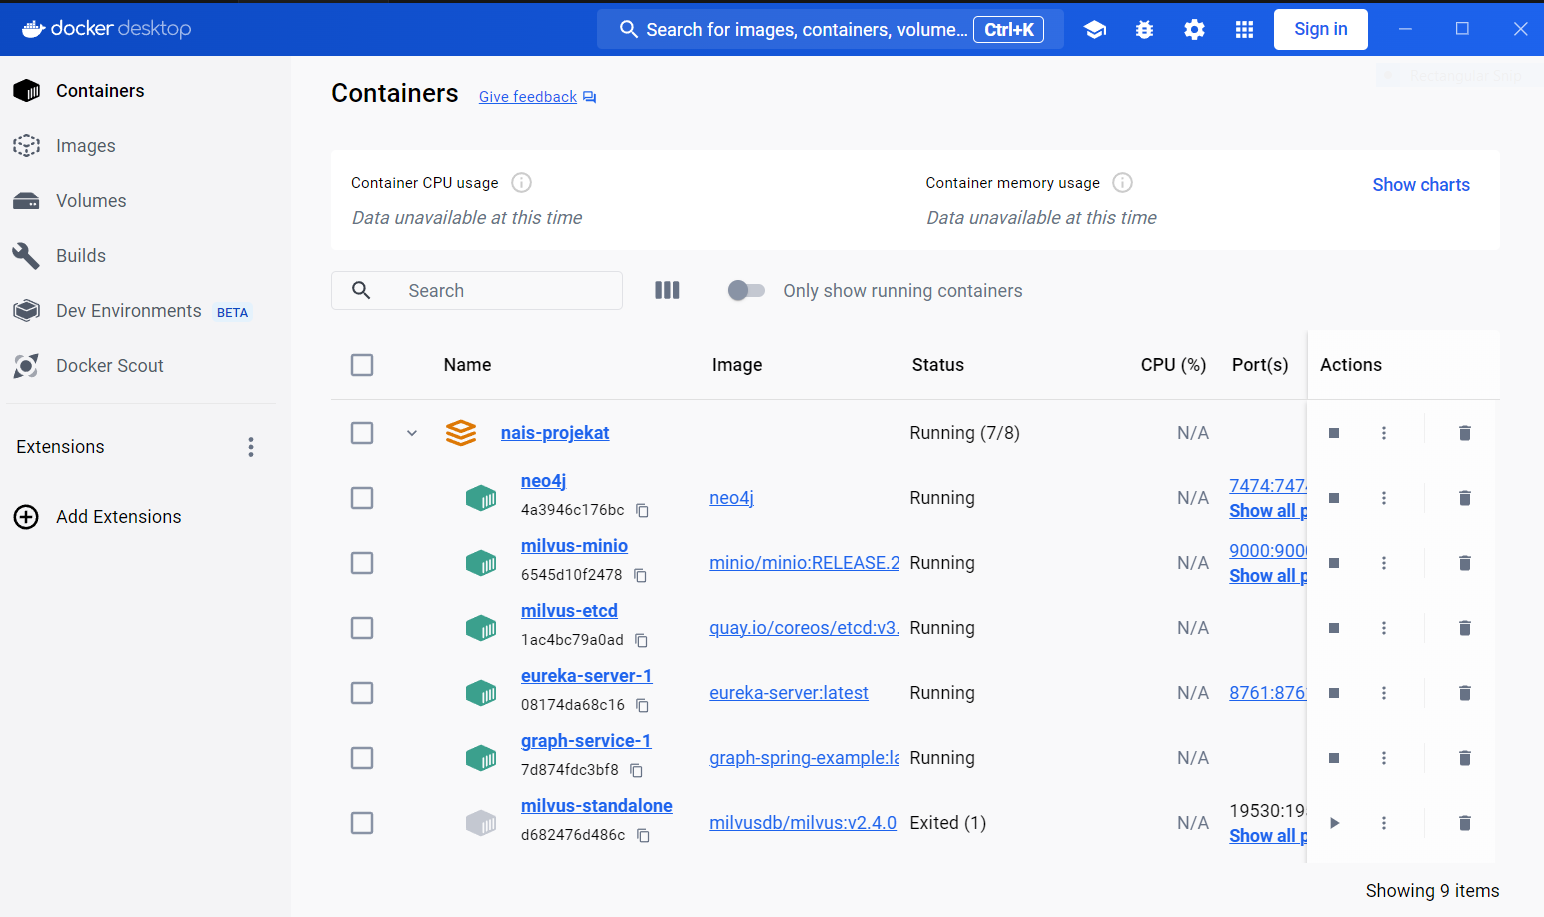 docker desktop
Search for images, containers, volume... Ctrl+K
Sign in
Containers
Images
Volumes
Builds
Dev Environments BETA
Docker Scout
Extensions
Add Extensions
Rectangular Snip
Containers Give feedback
Container CPU usage
Data unavailable at this time
Container memory usage
Data unavailable at this time
Show charts
Search
Only show running containers
Name Image Status CPU (%) Port(s) Actions
nais-projekat Running (7/8) N/A
neo4j
4a3946c176bc
neo4j Running N/A
7474:7474
Show all p
milvus-minio
6545d10f2478
minio/minio:RELEASE.2 Running N/A
9000:9000
Show all p
milvus-etcd
1ac4bc79a0ad
quay.io/coreos/etcd:v3. Running N/A
eureka-server-1
08174da68c16
eureka-server:latest Running N/A 8761:876
graph-service-1
7d874fdc3bf8
graph-spring-example:la Running N/A
milvus-standalone
d682476d486c
milvusdb/milvus:v2.4.0 Exited (1) N/A
19530:195
Show all p
Showing 9 items